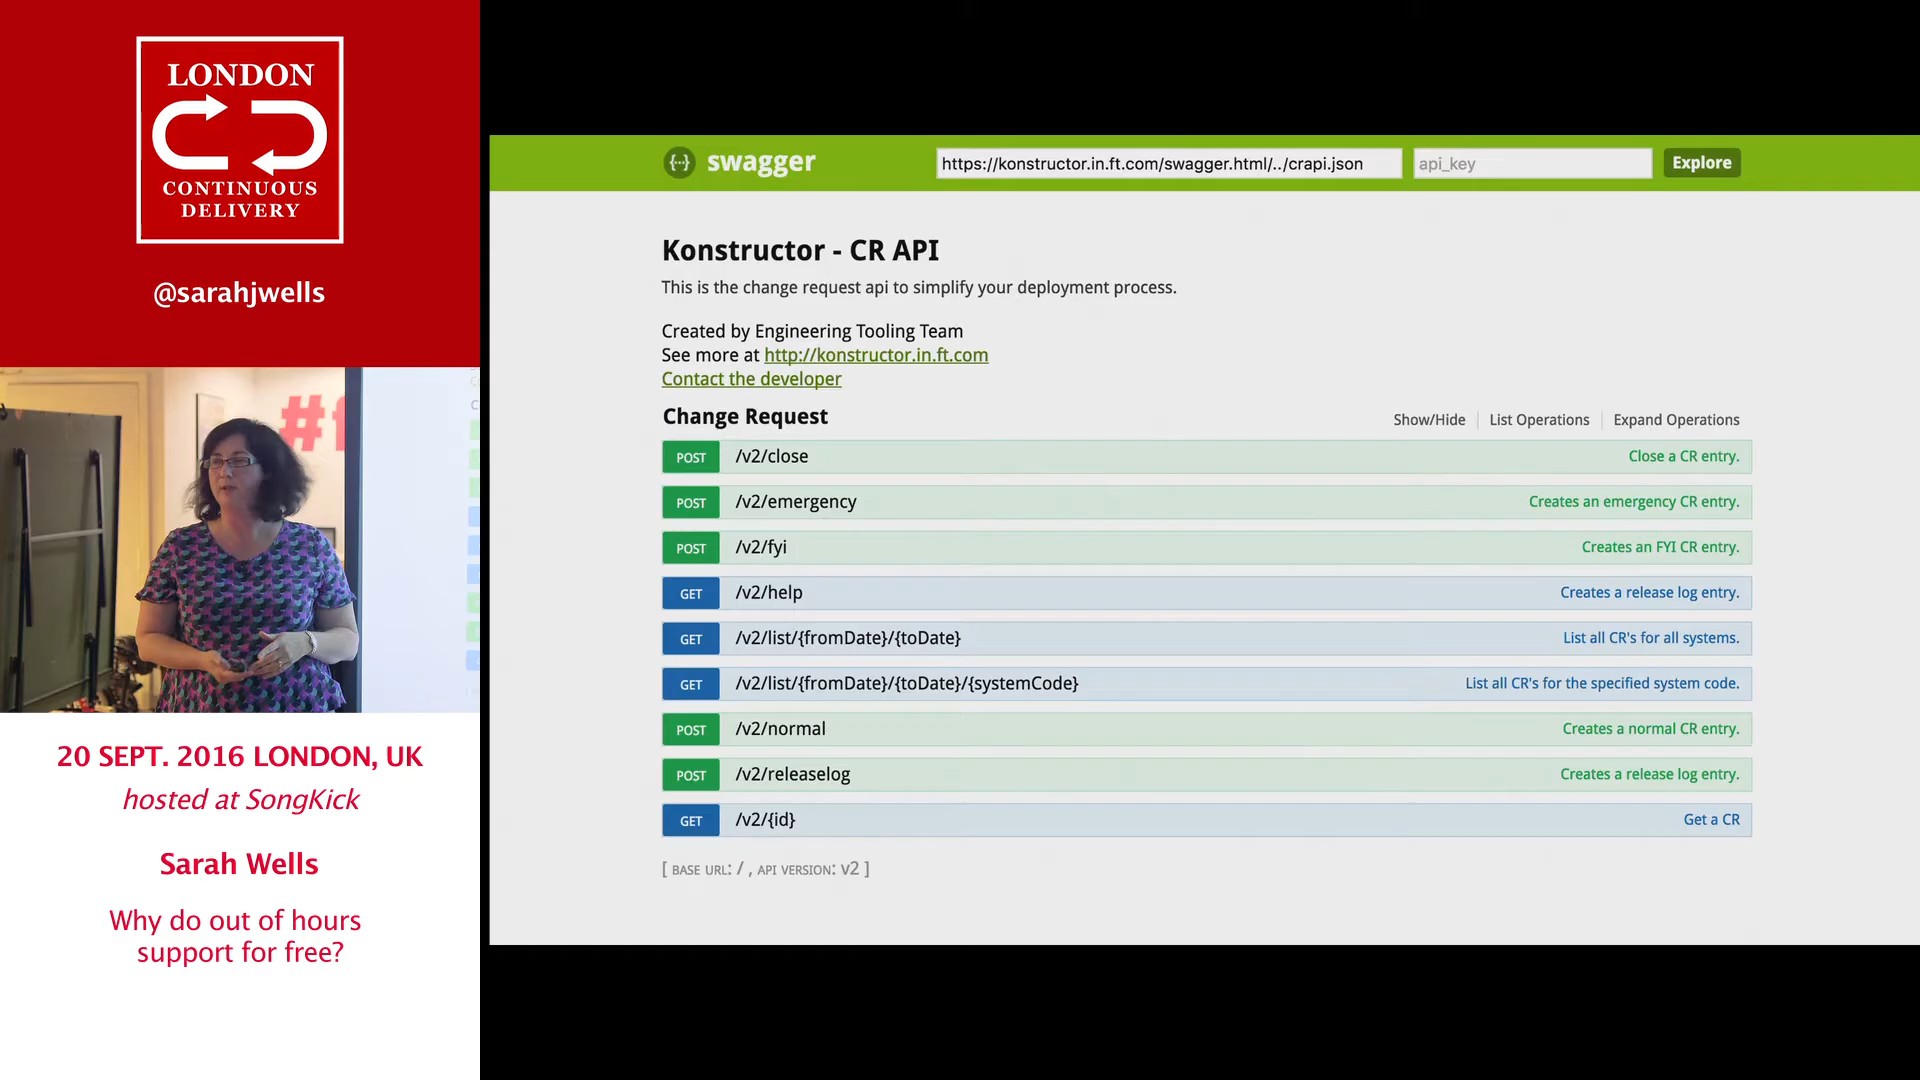 LONDON
CONTINUOUS
DELIVERY
@sarahjwells
#f
20 SEPT. 2016 LONDON, UK
hosted at SongKick
Sarah Wells
Why do out of hours
support for free?
{···} swagger
https://konstructor.in.ft.com/swagger.html/../crapi.json
api_key
Explore
Konstructor - CR API
This is the change request api to simplify your deployment process.
Created by Engineering Tooling Team
See more at http://konstructor.in.ft.com
Contact the developer
Change Request
Show/Hide
List Operations
Expand Operations
POST /v2/close Close a CR entry.
POST /v2/emergency Creates an emergency CR entry.
POST /v2/fyi Creates an FYI CR entry.
GET /v2/help Creates a release log entry.
GET /v2/list/{fromDate}/{toDate} List all CR's for all systems.
GET /v2/list/{fromDate}/{toDate}/{systemCode} List all CR's for the specified system code.
POST /v2/normal Creates a normal CR entry.
POST /v2/releaselog Creates a release log entry.
GET /v2/{id} Get a CR
[ BASE URL: / , API VERSION: v2 ]